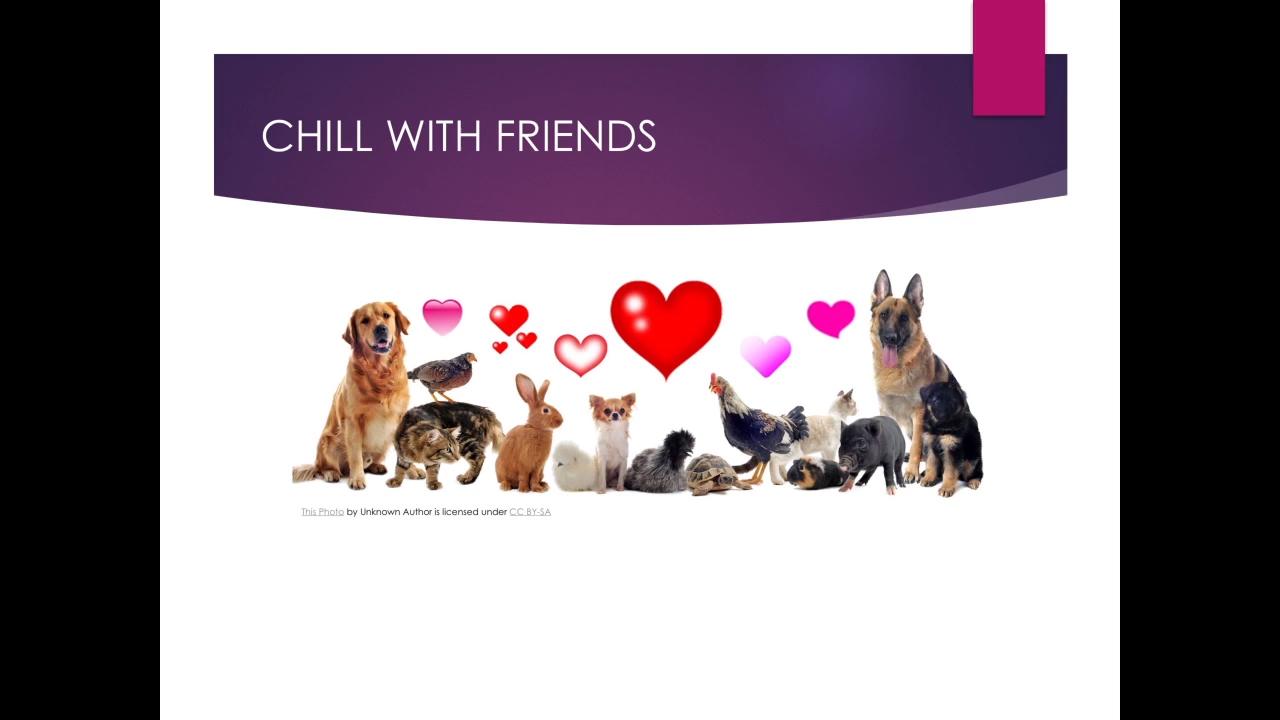 CHILL WITH FRIENDS
This Photo by Unknown Author is licensed under CC BY-SA